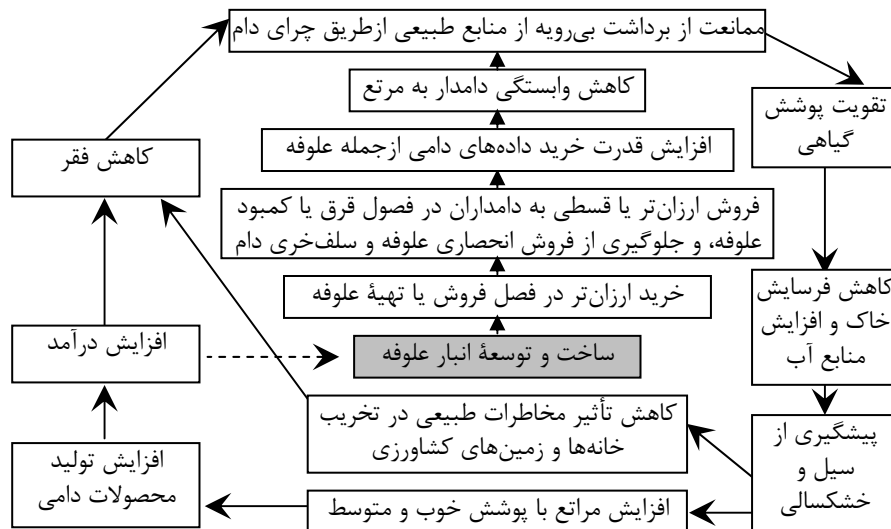 ممانعت از برداشت بی‌رویه از منابع طبیعی ازطریق چرای دام
کاهش وابستگی دامدار به مرتع
افزایش قدرت خرید داده‌های دامی ازجمله علوفه
فروش ارزان‌تر یا قسطی به دامداران در فصول قرق یا کمبود
علوفه، و جلوگیری از فروش انحصاری علوفه و سلف‌خری دام
خرید ارزان‌تر در فصل فروش یا تهیۀ علوفه
ساخت و توسعۀ انبار علوفه
تقویت پوشش
گیاهی
کاهش فرسایش
خاک و افزایش
منابع آب
پیشگیری از
سیل و
خشکسالی
کاهش تأثیر مخاطرات طبیعی در تخریب
خانه‌ها و زمین‌های کشاورزی
افزایش مراتع با پوشش خوب و متوسط
افزایش تولید
محصولات دامی
افزایش درآمد
کاهش فقر